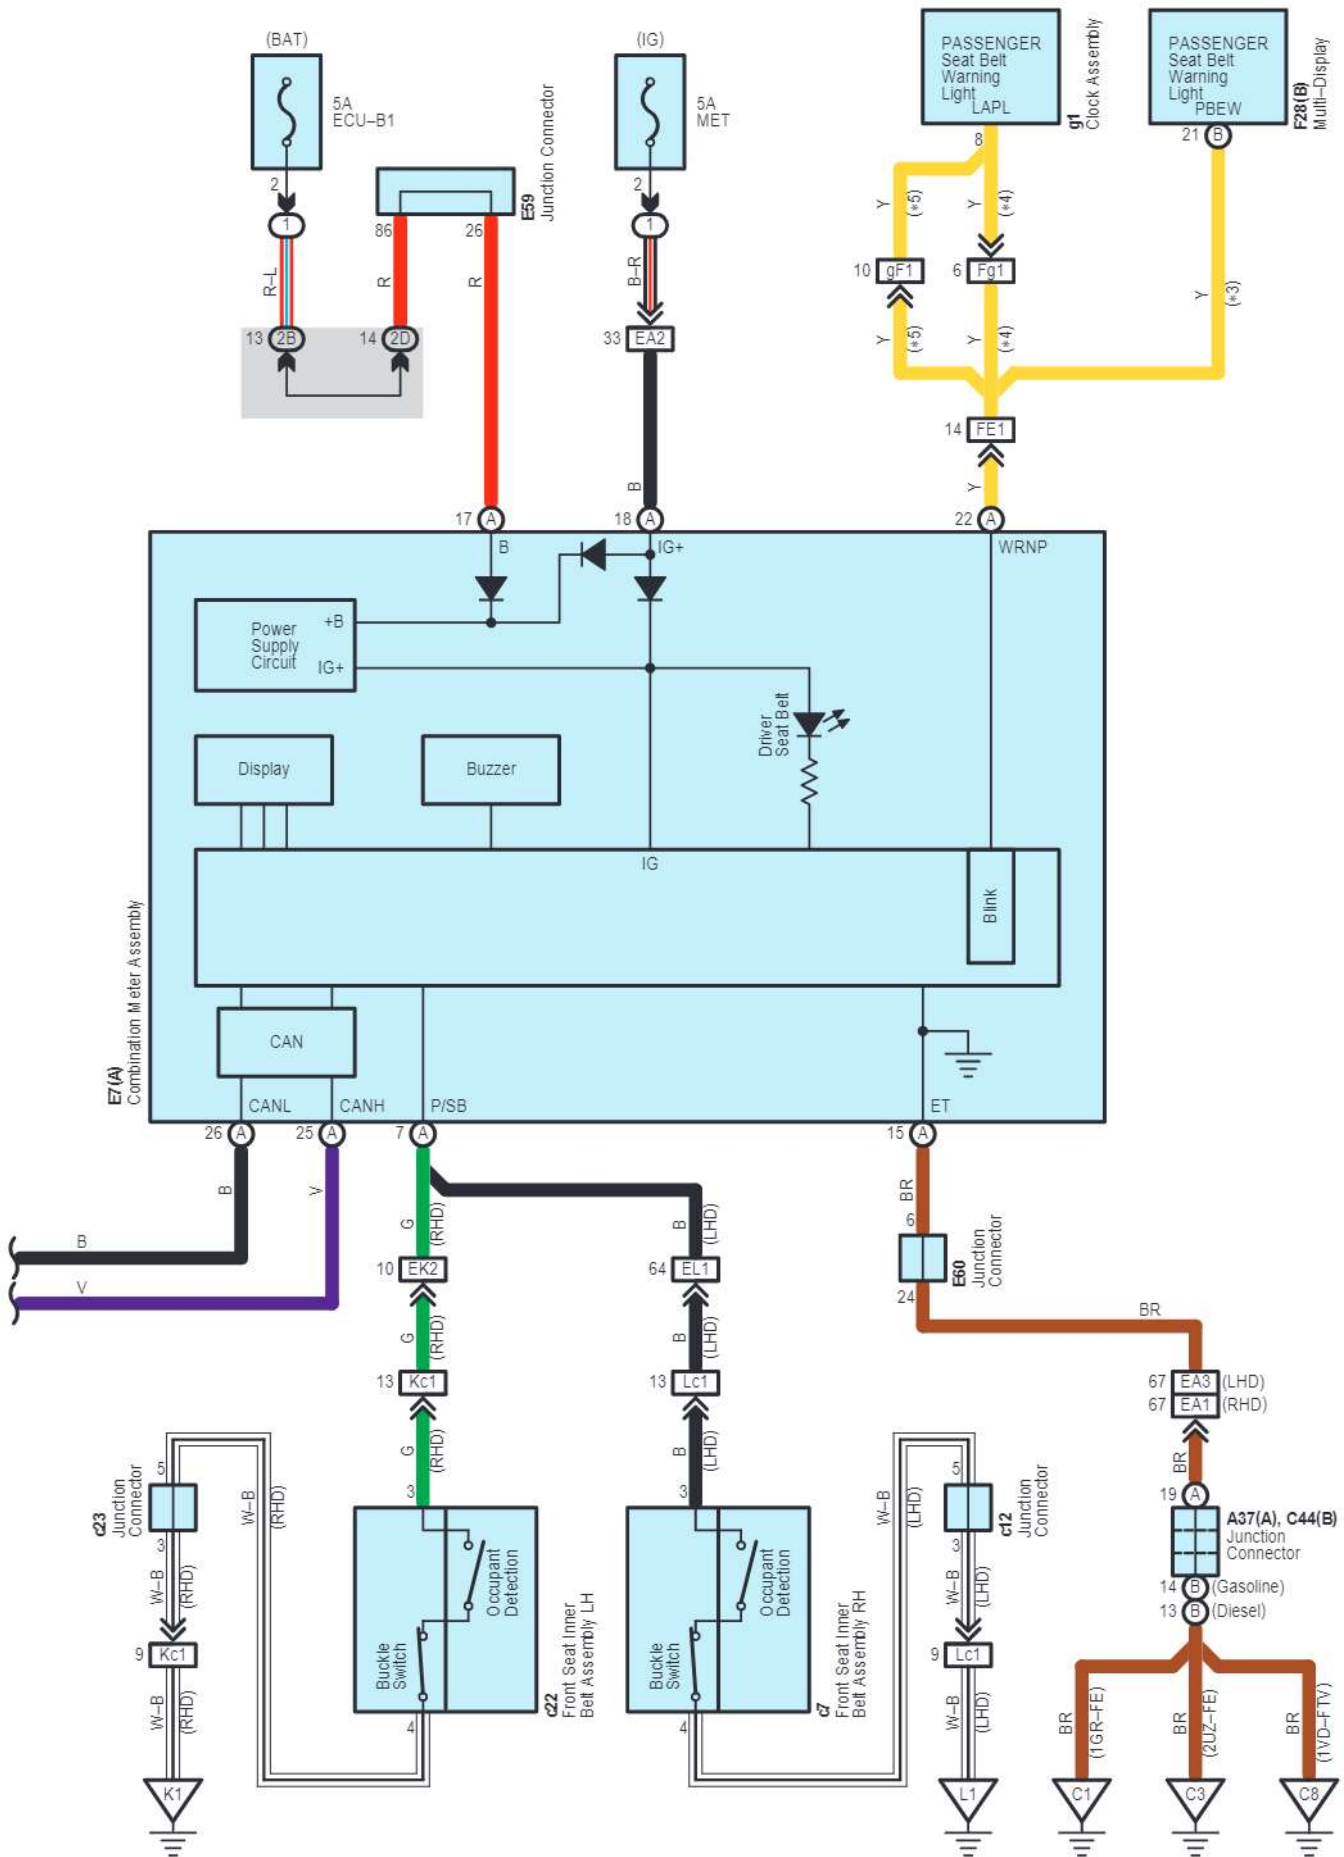 (BAT)
5A
ECU–B1
2
1
R–L
13 2B
14 2D
86
26
R
R
E59
Junction Connector
(IG)
5A
MET
2
1
B–R
33 EA2
B
PASSENGER
Seat Belt
Warning
Light
LAPL
g1
Clock Assembly
8
PASSENGER
Seat Belt
Warning
Light
PBEW
F28(B)
Multi–Display
21 B
Y
(*5)
Y
(*4)
10 gF1
6 Fg1
Y
(*5)
Y
(*4)
Y
(*3)
14 FE1
Y
17 A
18 A
22 A
B
IG+
WRNP
Power
Supply
Circuit
+B
IG+
Driver
Seat Belt
Display
Buzzer
IG
Blink
E7(A)
Combination Meter Assembly
CAN
CANL
CANH
P/SB
ET
26 A
25 A
7 A
15 A
B
V
B
V
G
(RHD)
B
(LHD)
BR
6
E60
Junction
Connector
24
BR
10 EK2
64 EL1
G
(RHD)
B
(LHD)
13 Kc1
13 Lc1
G
(RHD)
B
(LHD)
67 EA3 (LHD)
67 EA1 (RHD)
BR
19 A
A37(A), C44(B)
Junction
Connector
14 B (Gasoline)
13 B (Diesel)
5
c23
Junction
Connector
3
W–B
(RHD)
W–B
(RHD)
9 Kc1
W–B
(RHD)
K1
3
Occupant
Detection
Buckle
Switch
4
c22
Front Seat Inner
Belt Assembly LH
3
Occupant
Detection
Buckle
Switch
4
c7
Front Seat Inner
Belt Assembly RH
W–B
(LHD)
5
c12
Junction
Connector
3
W–B
(LHD)
9 Lc1
W–B
(LHD)
L1
BR
(1GR–FE)
BR
(2UZ–FE)
BR
(1VD–FTV)
C1
C3
C8